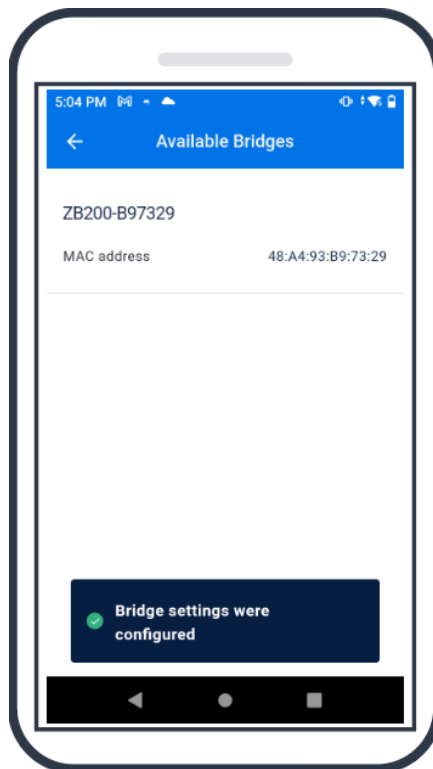 5:04 PM
Available Bridges
ZB200-B97329
MAC address 48:A4:93:B9:73:29
Bridge settings were
configured